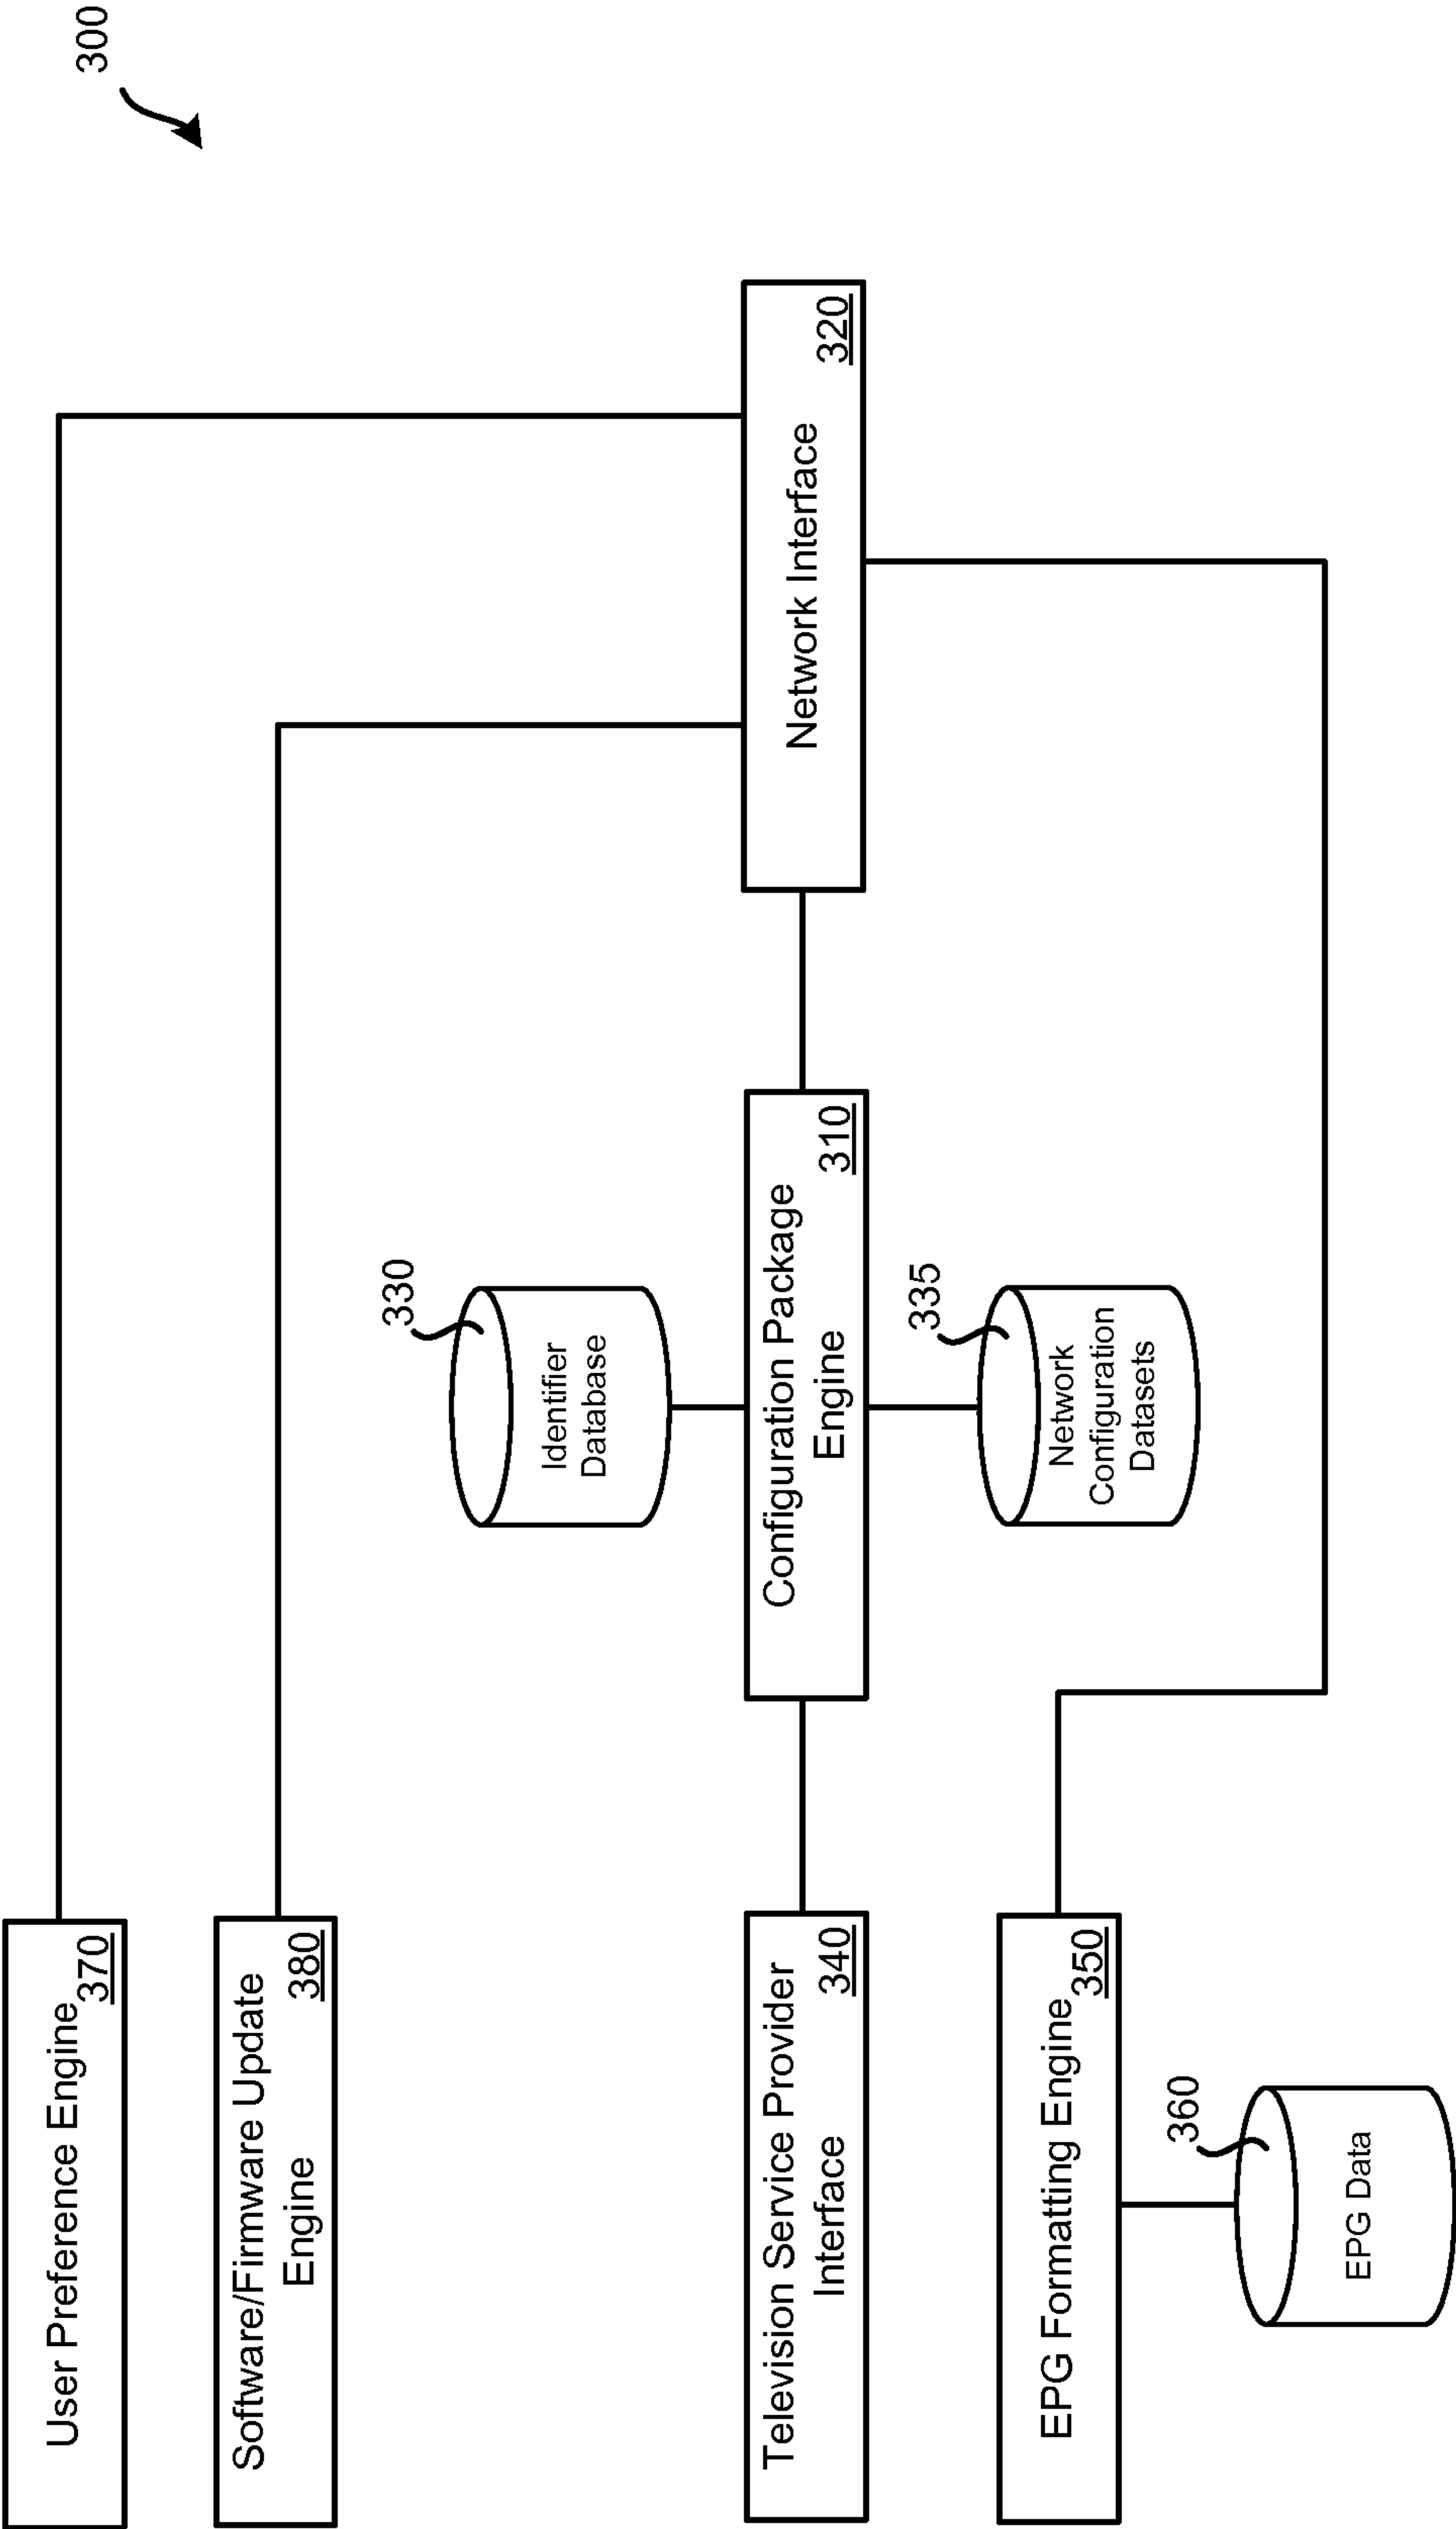 300
User Preference Engine
370
Software/Firmware Update
Engine
380
Identifier
Database
330
Television Service Provider
Interface
340
Configuration Package
Engine
310
Network Interface
320
Network
Configuration
Datasets
335
EPG Formatting Engine
350
EPG Data
360